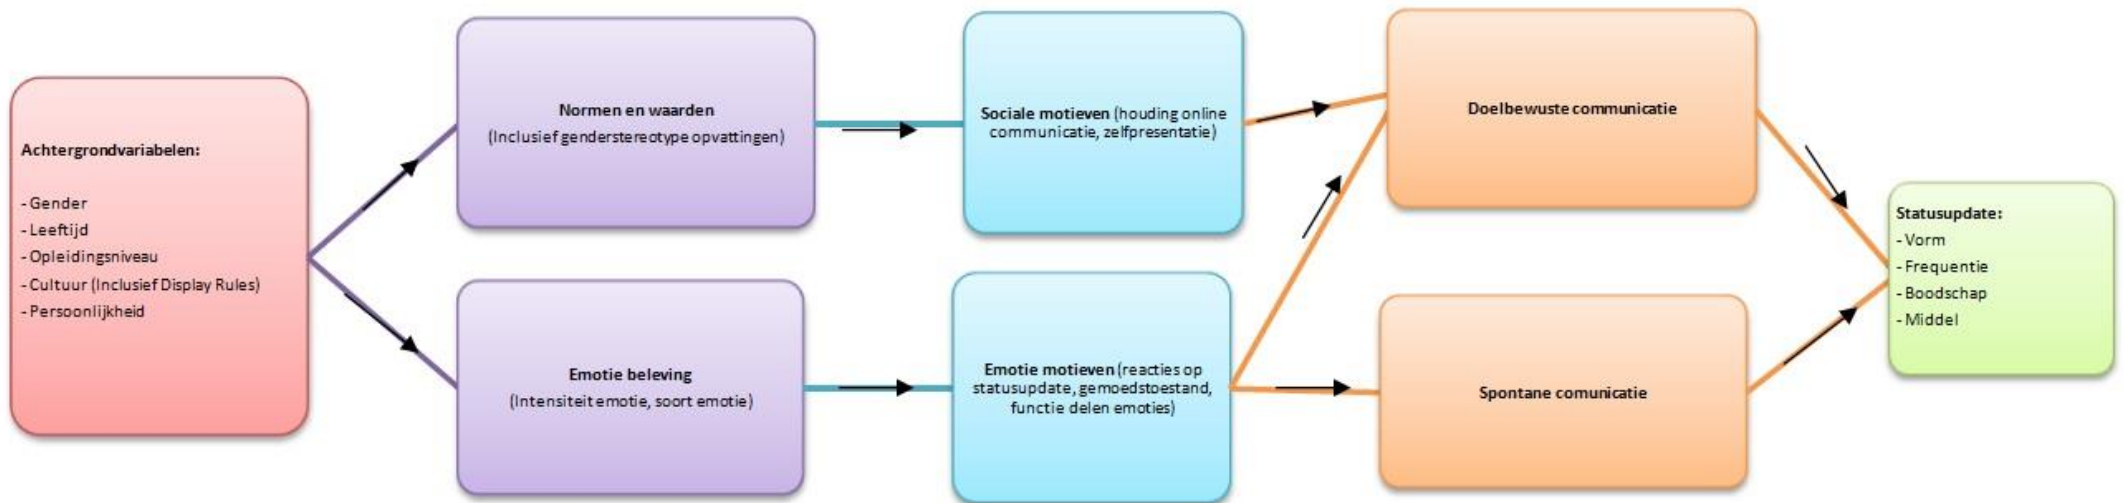 Achtergrondvariabelen:
- Gender
- Leeftijd
- Opleidingsniveau
- Cultuur (Inclusief Display Rules)
- Persoonlijkheid
Normen en waarden
(Inclusief genderstereotype opvattingen)
Emotie beleving
(Intensiteit emotie, soort emotie)
Sociale motieven (houding online
communicatie, zelfpresentatie)
Emotie motieven (reacties op
statusupdate, gemoedstoestand,
functie delen emoties)
Doelbewuste communicatie
Spontane comunicatie
Statusupdate:
- Vorm
- Frequentie
- Boodschap
- Middel